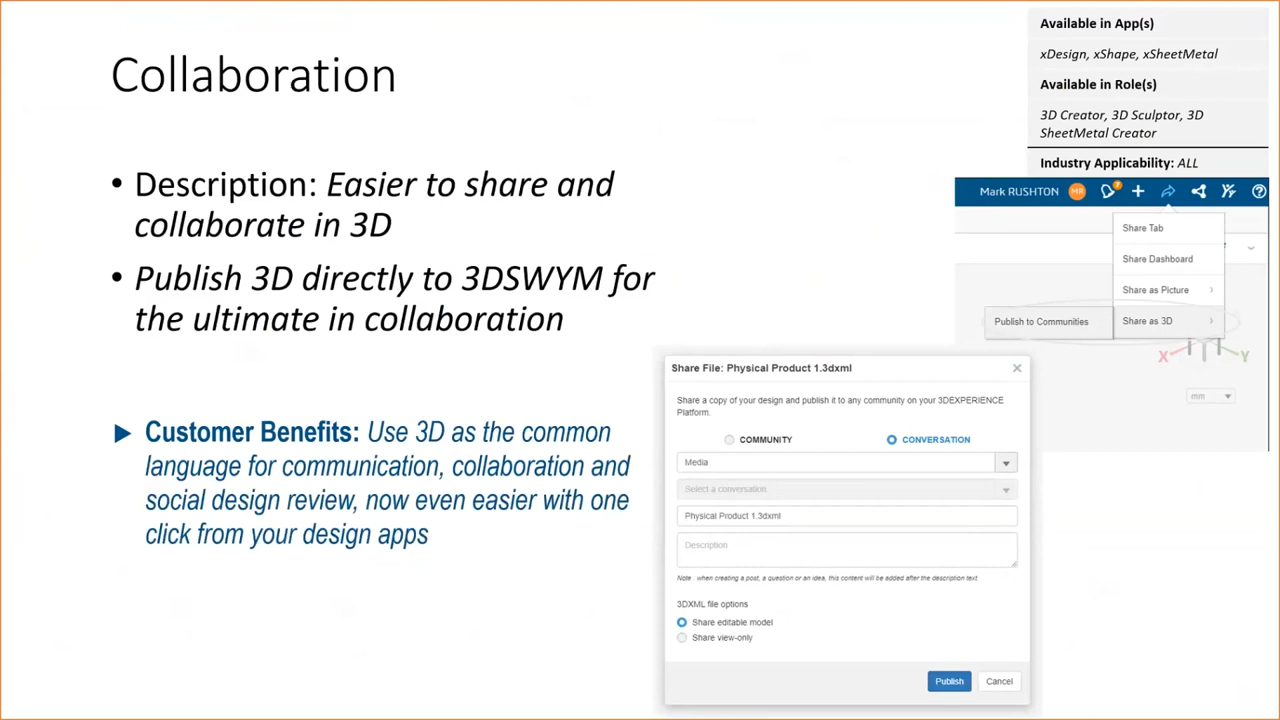 Collaboration
• Description: Easier to share and
collaborate in 3D
• Publish 3D directly to 3DSWYM for
the ultimate in collaboration
Customer Benefits: Use 3D as the common
language for communication, collaboration and
social design review, now even easier with one
click from your design apps
Available in App(s)
xDesign, xShape, xSheetMetal
Available in Role(s)
3D Creator, 3D Sculptor, 3D
SheetMetal Creator
Industry Applicability: ALL
Mark RUSHTON MR 7
Share Tab
Share Dashboard
Share as Picture
Publish to Communities Share as 3D
X Y
mm
Share File: Physical Product 1.3dxml
Share a copy of your design and publish it to any community on your 3DEXPERIENCE
Platform.
COMMUNITY CONVERSATION
Media
Select a conversation
Physical Product 1.3dxml
Description
Note : when creating a post, a question or an idea, this content will be added after the description text.
3DXML file options
Share editable model
Share view-only
Publish Cancel